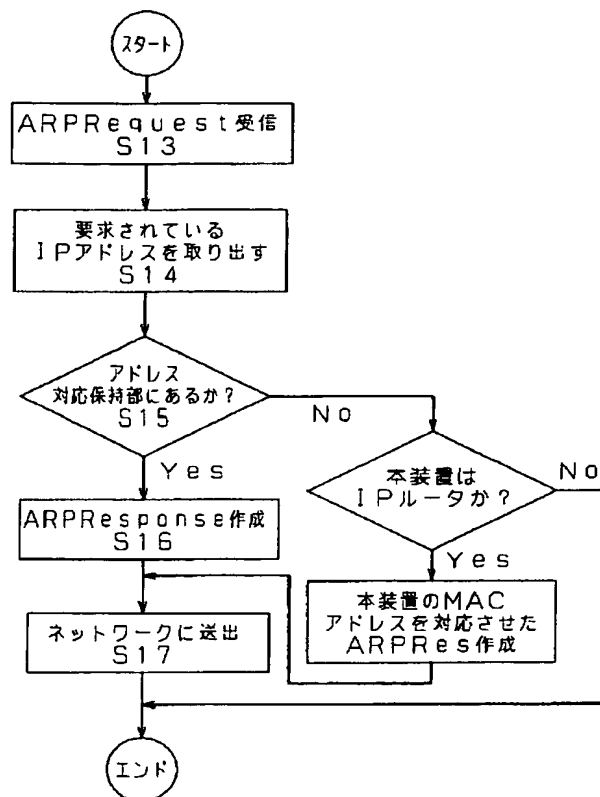 スタート
ARPRequest受信
S13
要求されている
IPアドレスを取り出す
S14
アドレス
対応保持部にあるか?
S15
No
Yes
本装置は
IPルータか?
No
Yes
ARPResponse作成
S16
本装置のMAC
アドレスを対応させた
ARPRes作成
ネットワークに送出
S17
エンド